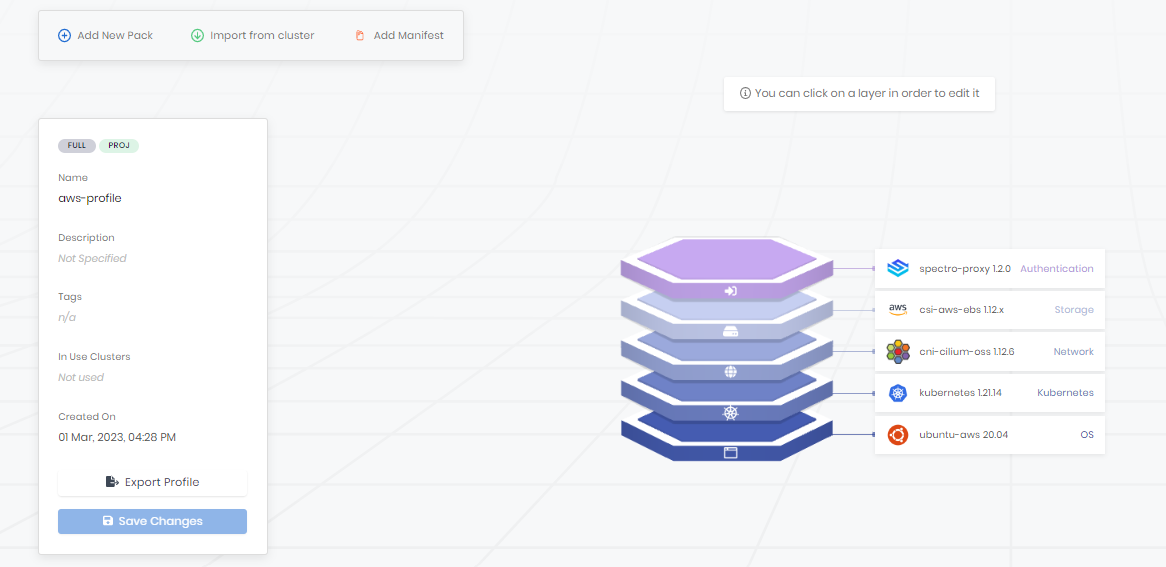 Add New Pack
Import from cluster
Add Manifest
You can click on a layer in order to edit it
FULL PROJ
Name
aws-profile
Description
Not Specified
Tags
n/a
In Use Clusters
Not used
Created On
01 Mar, 2023, 04:28 PM
Export Profile
Save Changes
spectro-proxy 1.2.0 Authentication
aws csi-aws-ebs 1.12.x Storage
cni-cilium-oss 1.12.6 Network
kubernetes 1.21.14 Kubernetes
ubuntu-aws 20.04 OS